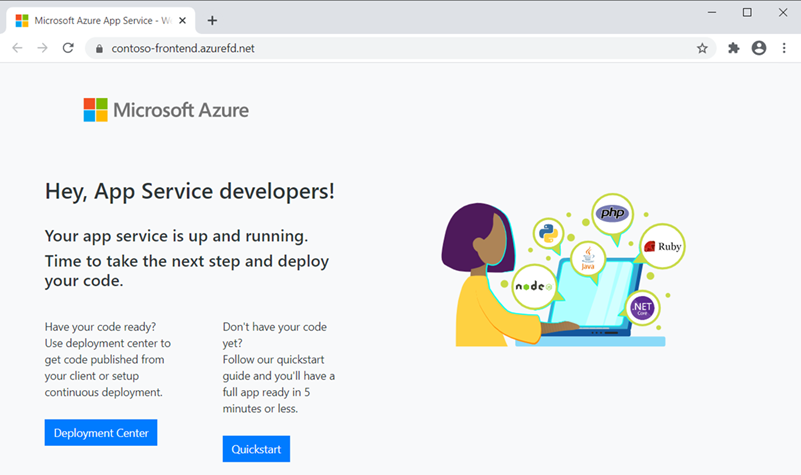 Microsoft Azure App Service - W
contoso-frontend.azurefd.net
Microsoft Azure
Hey, App Service developers!
Your app service is up and running.
Time to take the next step and deploy
your code.
Have your code ready?
Use deployment center to
get code published from
your client or setup
continuous deployment.
Deployment Center
Don't have your code
yet?
Follow our quickstart
guide and you'll have a
full app ready in 5
minutes or less.
Quickstart
php
Ruby
Java
node
.NET
Core